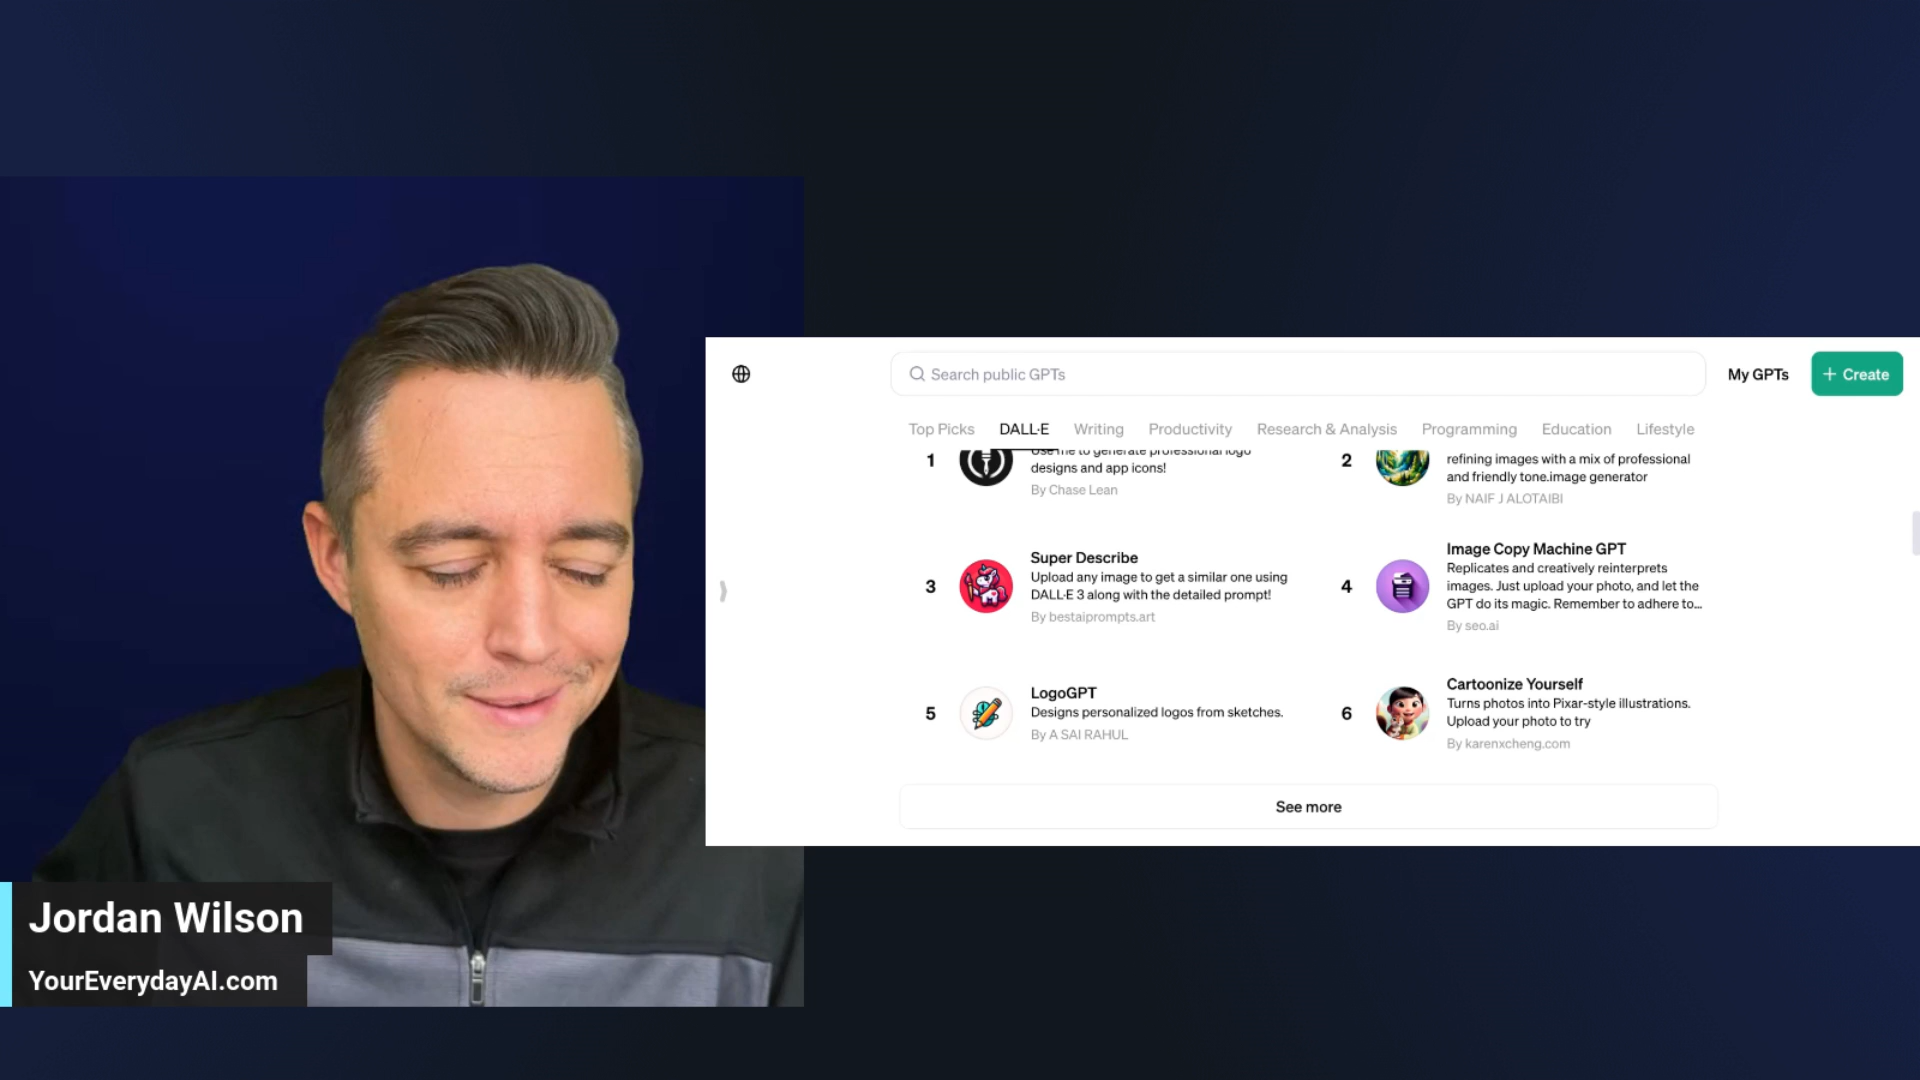 Search public GPTs
My GPTs
+ Create
Top Picks
DALL·E
Writing
Productivity
Research & Analysis
Programming
Education
Lifestyle
1
Use me to generate professional logo
designs and app icons!
By Chase Lean
2
refining images with a mix of professional
and friendly tone.image generator
By NAIF J ALOTAIBI
3
Super Describe
Upload any image to get a similar one using
DALL·E 3 along with the detailed prompt!
By bestaiprompts.art
4
Image Copy Machine GPT
Replicates and creatively reinterprets
images. Just upload your photo, and let the
GPT do its magic. Remember to adhere to...
By seo.ai
5
LogoGPT
Designs personalized logos from sketches.
By A SAI RAHUL
6
Cartoonize Yourself
Turns photos into Pixar-style illustrations.
Upload your photo to try
By karenxcheng.com
See more
Jordan Wilson
YourEverydayAI.com